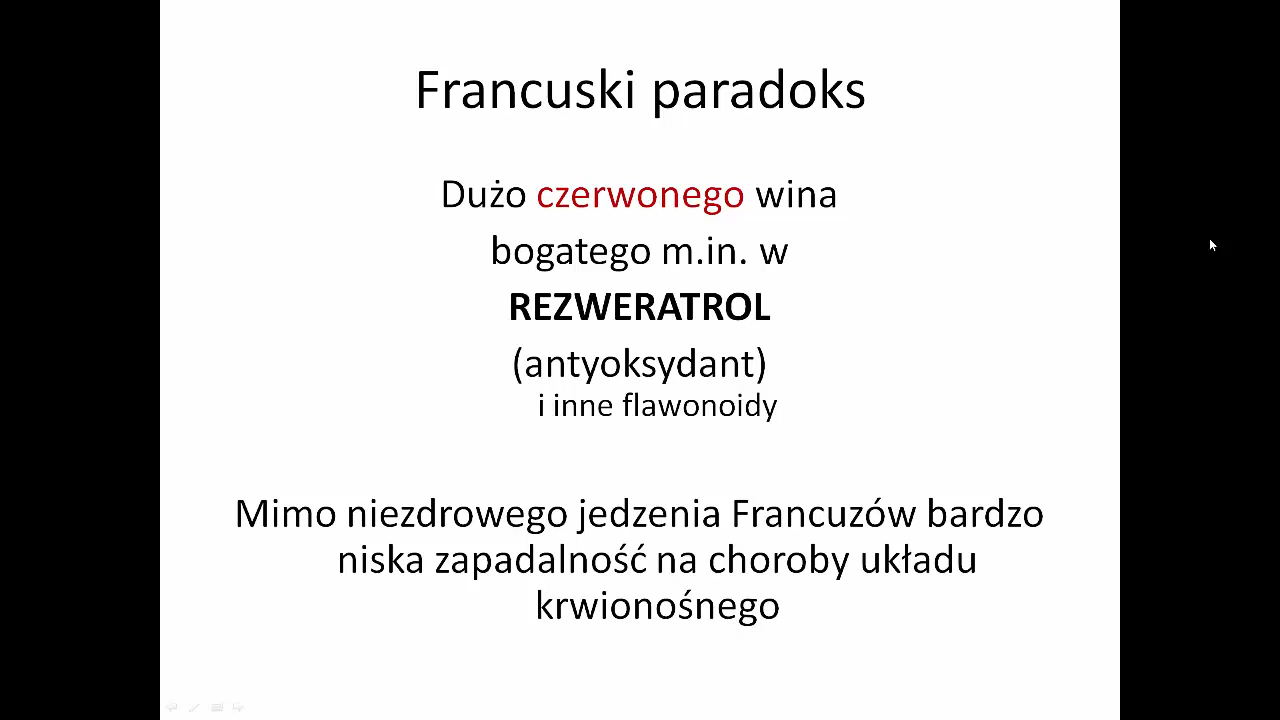 Francuski paradoks
Dużo czerwonego wina
bogatego m.in. w
REZWERATROL
(antyoksydant)
i inne flawonoidy
Mimo niezdrowego jedzenia Francuzów bardzo
niska zapadalność na choroby układu
krwionośnego